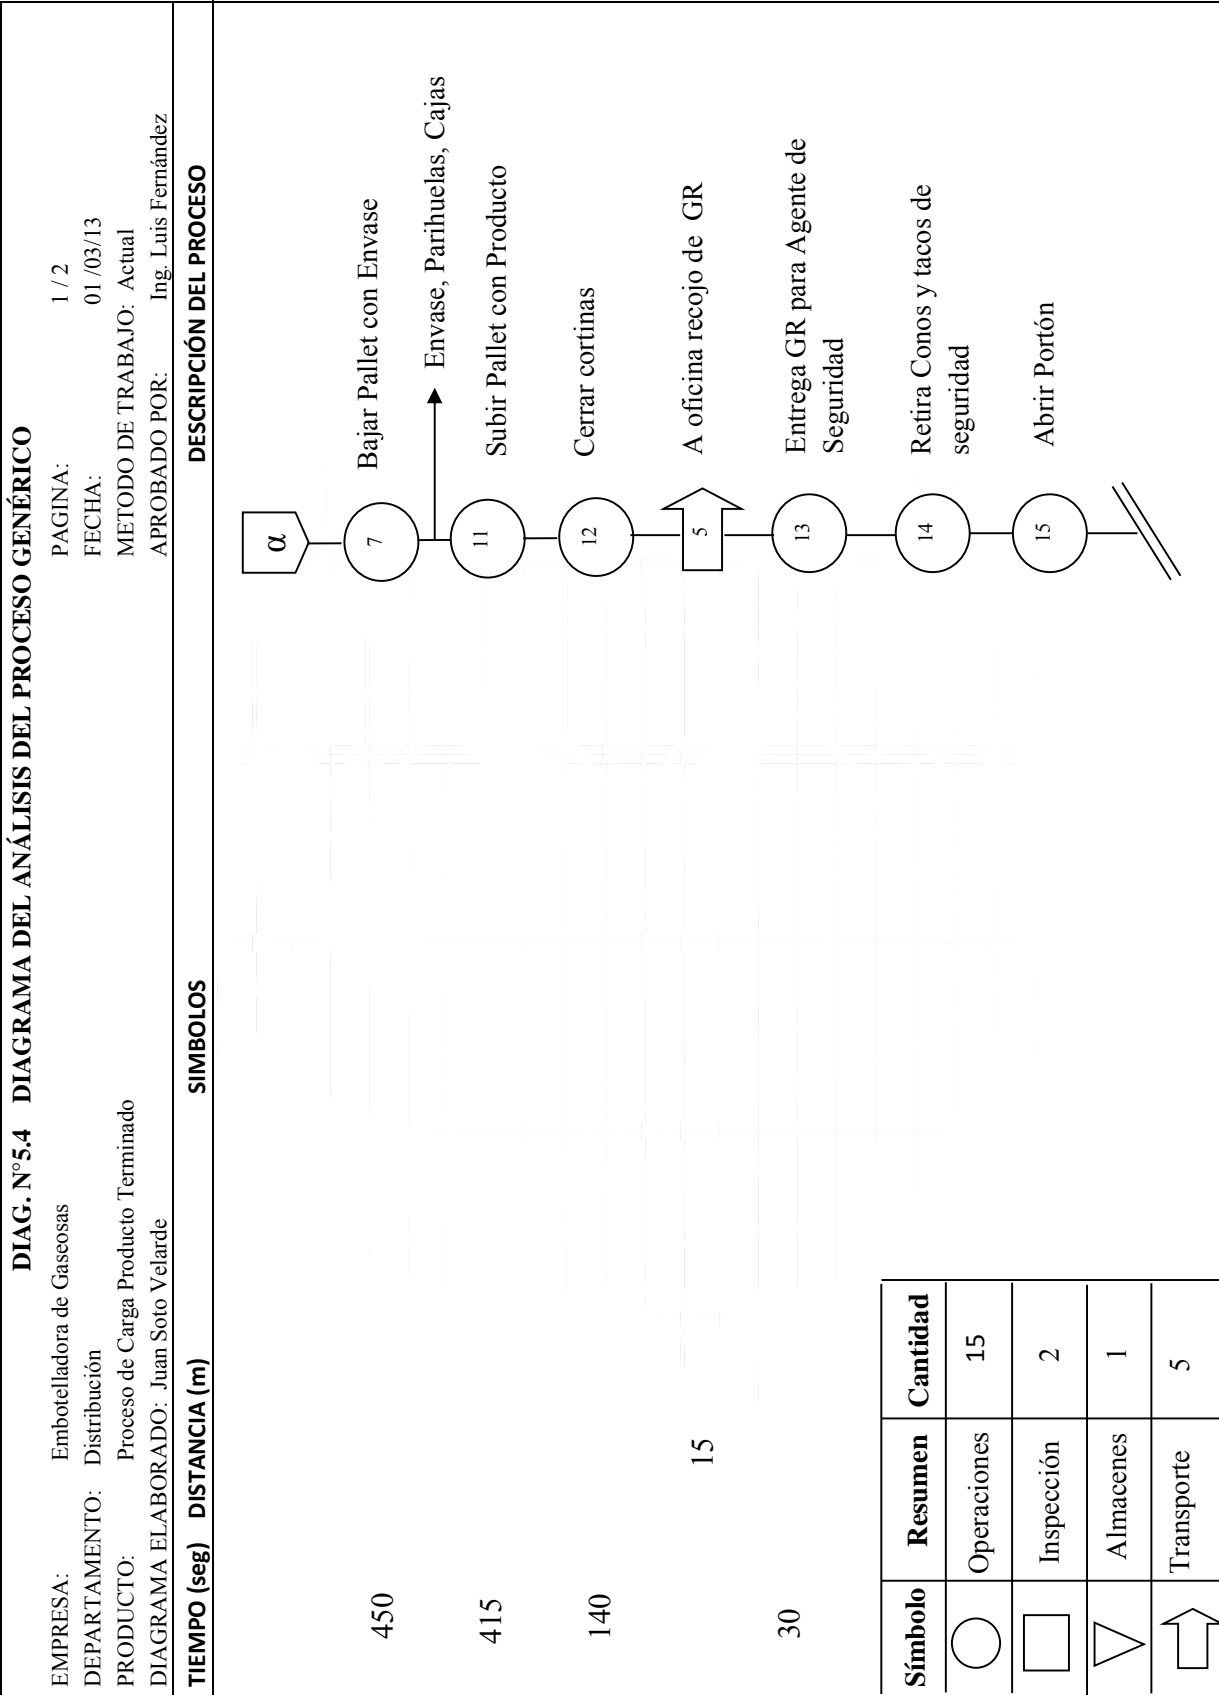 DIAG. N°5.4 DIAGRAMA DEL ANÁLISIS DEL PROCESO GENÉRICO
EMPRESA: Embotelladora de Gaseosas PAGINA: 1 / 2
DEPARTAMENTO: Distribución FECHA: 01 /03/13
PRODUCTO: Proceso de Carga Producto Terminado METODO DE TRABAJO: Actual
DIAGRAMA ELABORADO: Juan Soto Velarde APROBADO POR: Ing. Luis Fernández
TIEMPO (seg) DISTANCIA (m) SIMBOLOS DESCRIPCIÓN DEL PROCESO
α
450 7 Bajar Pallet con Envase
Envase, Parihuelas, Cajas
415 11 Subir Pallet con Producto
140 12 Cerrar cortinas
15 5 A oficina recojo de GR
30 13 Entrega GR para Agente de
Seguridad
14 Retira Conos y tacos de
seguridad
15 Abrir Portón
Símbolo Resumen Cantidad
Operaciones 15
Inspección 2
Almacenes 1
Transporte 5